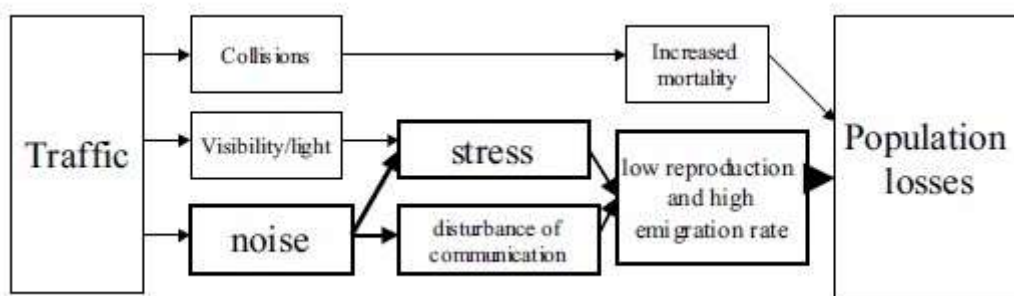 Traffic
Collisions
Visibility/light
noise
stress
disturbance of
communication
Increased
mortality
low reproduction
and high
emigration rate
Population
losses